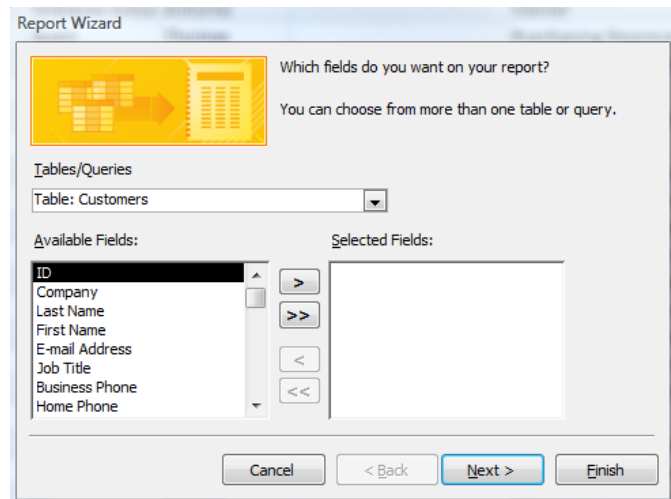 Report Wizard
Which fields do you want on your report?
You can choose from more than one table or query.
Tables/Queries
Table: Customers
Available Fields:
Selected Fields:
ID
Company
Last Name
First Name
E-mail Address
Job Title
Business Phone
Home Phone
>
>>
<
<<
Cancel
< Back
Next >
Finish